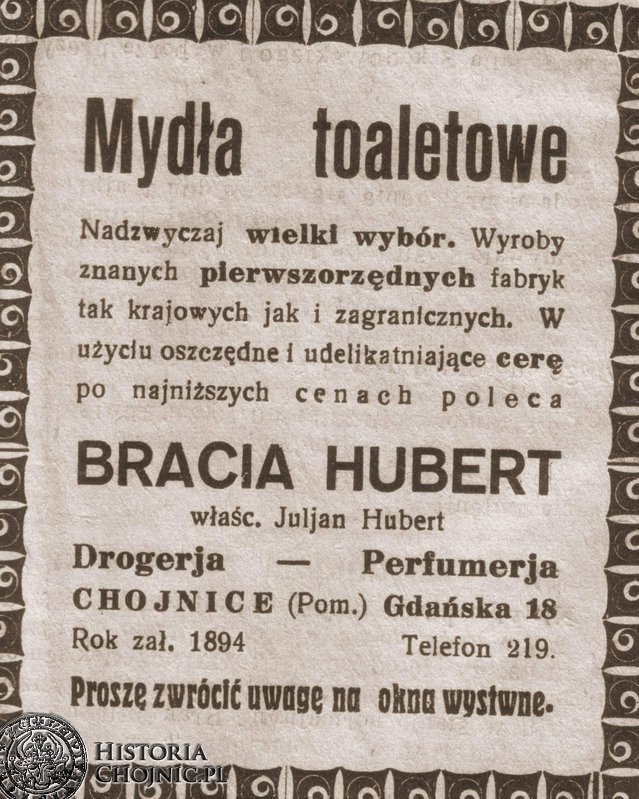 Mydła toaletowe
Nadzwyczaj wielki wybór. Wyroby
znanych pierwszorzędnych fabryk
tak krajowych jak i zagranicznych. W
użyciu oszczędne i udelikatniające cerę
po najniższych cenach poleca
BRACIA HUBERT
właśc. Juljan Hubert
Drogerja — Perfumerja
CHOJNICE (Pom.) Gdańska 18
Rok zał. 1894 Telefon 219.
Proszę zwrócić uwagę na okna wystwne.
HISTORIA
CHOJNIC.PL